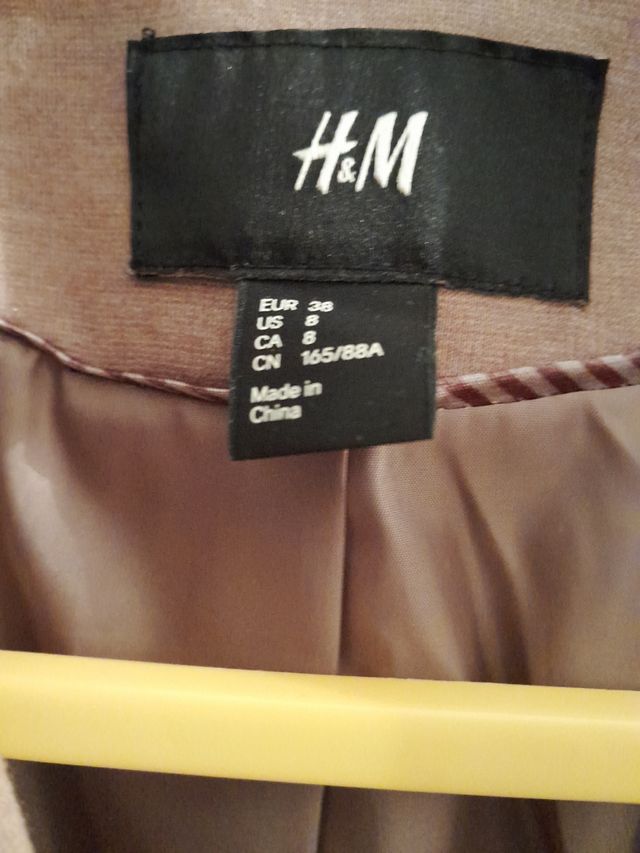 H&M
EUR 38
US 8
CA 8
CN 165/88A
Made in
China